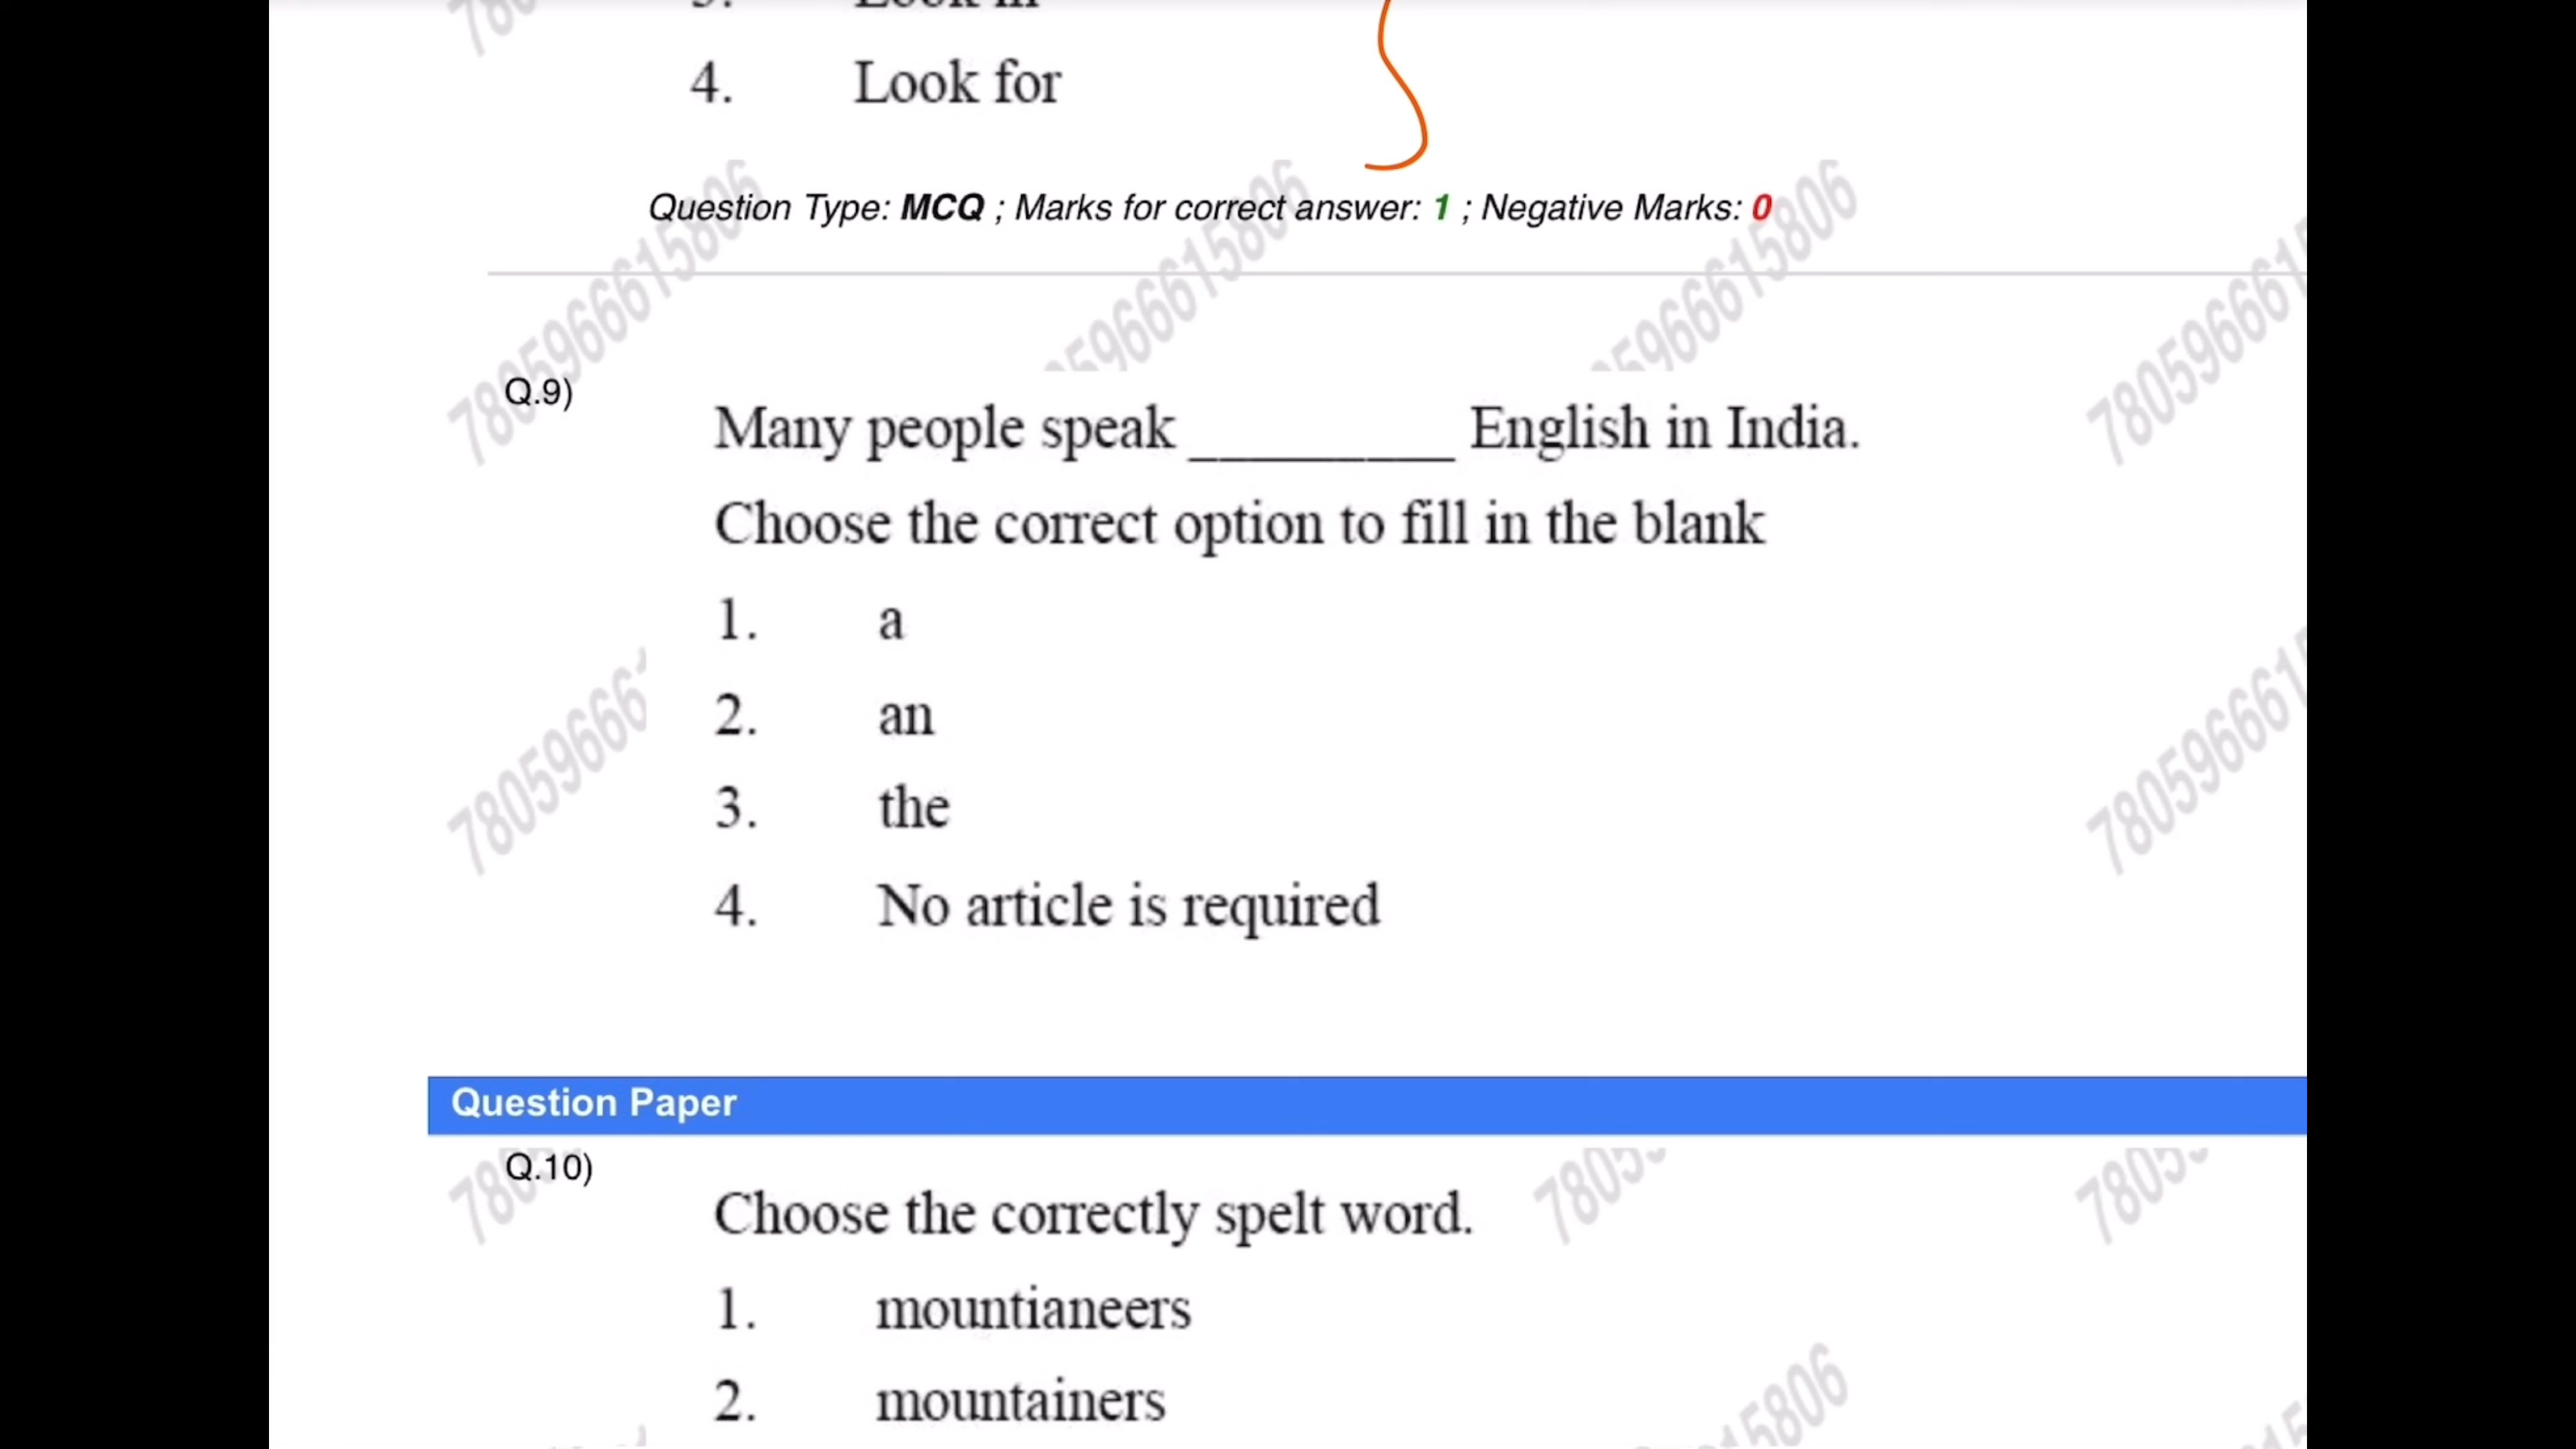 4. Look for
Question Type: MCQ ; Marks for correct answer: 1 ; Negative Marks: 0
Q.9)
Many people speak _________ English in India.
Choose the correct option to fill in the blank
1. a
2. an
3. the
4. No article is required
Question Paper
Q.10)
Choose the correctly spelt word.
1. mountianeers
2. mountainers